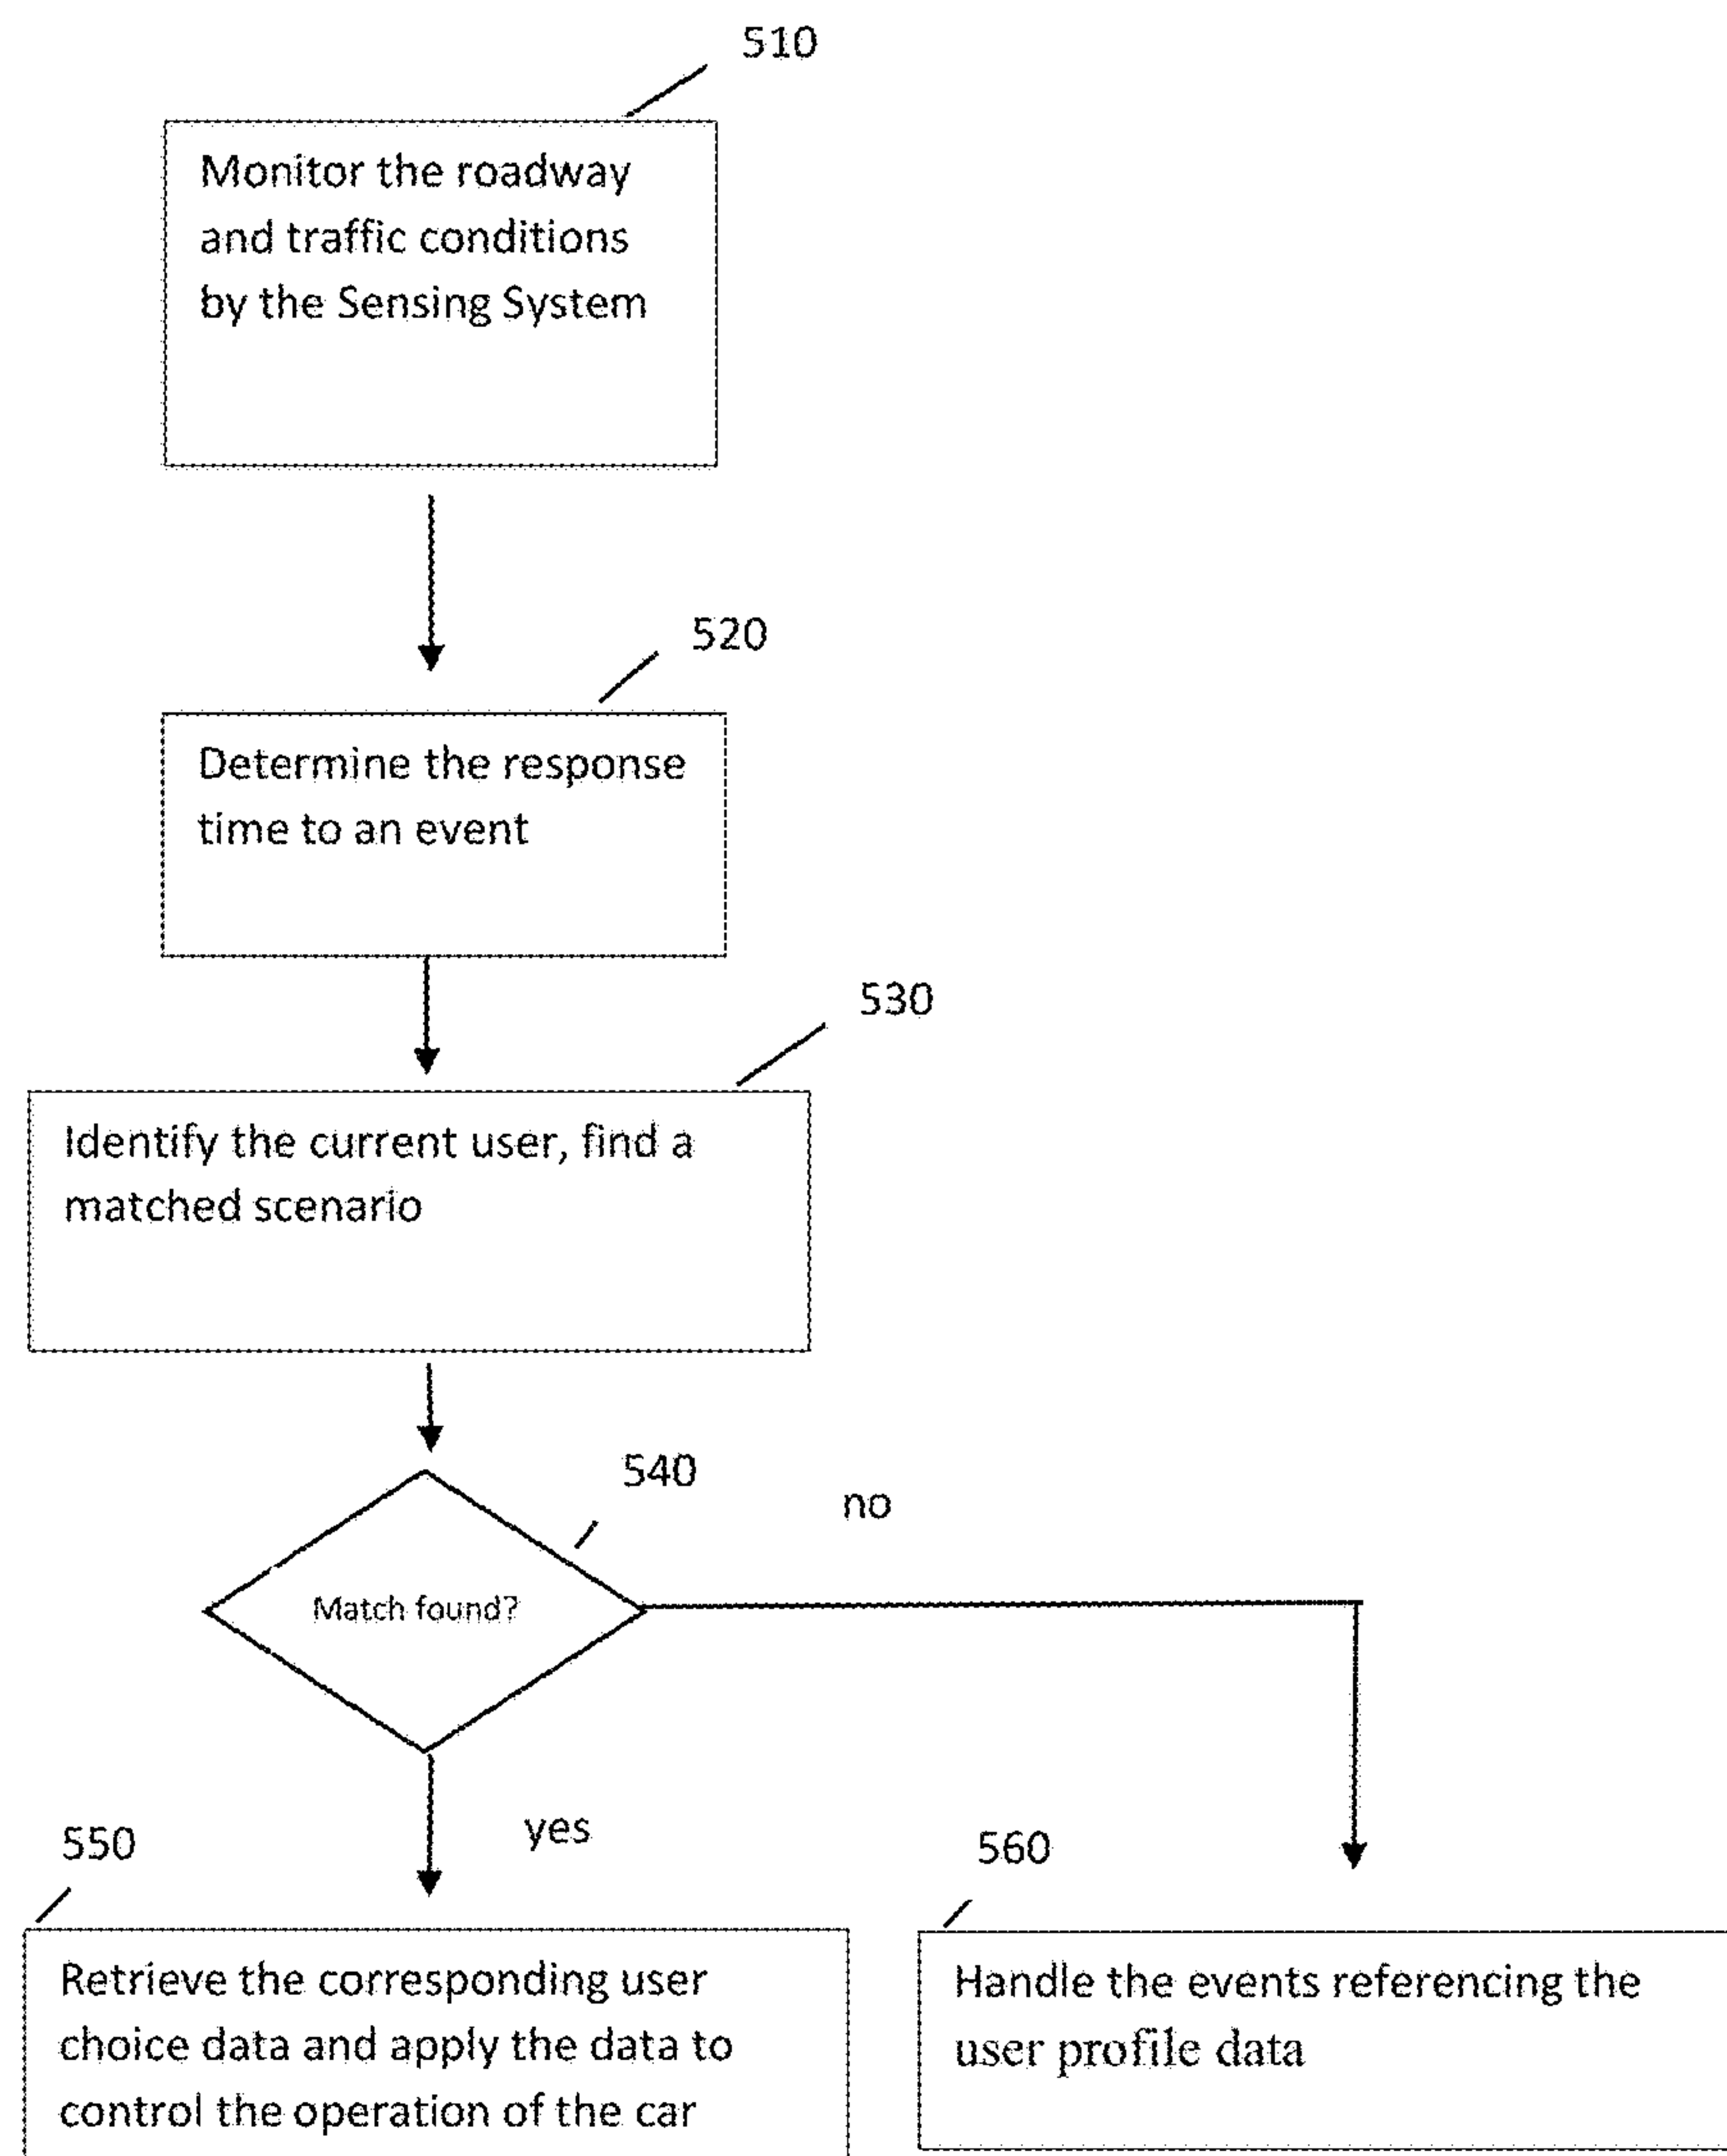 510
Monitor the roadway
and traffic conditions
by the Sensing System
520
Determine the response
time to an event
530
Identify the current user, find a
matched scenario
540
no
Match found?
yes
550
560
Retrieve the corresponding user
choice data and apply the data to
control the operation of the car
Handle the events referencing the
user profile data